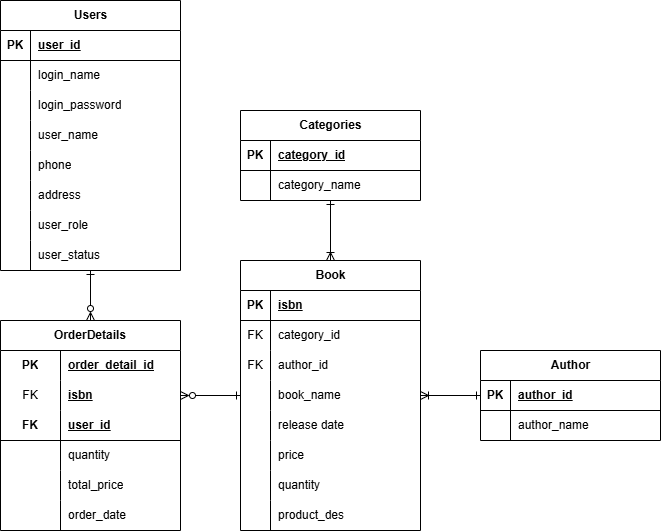 Users
PK user_id
login_name
login_password
user_name
phone
address
user_role
user_status
Categories
PK category_id
category_name
OrderDetails
PK order_detail_id
FK isbn
FK user_id
quantity
total_price
order_date
Book
PK isbn
FK category_id
FK author_id
book_name
release date
price
quantity
product_des
Author
PK author_id
author_name